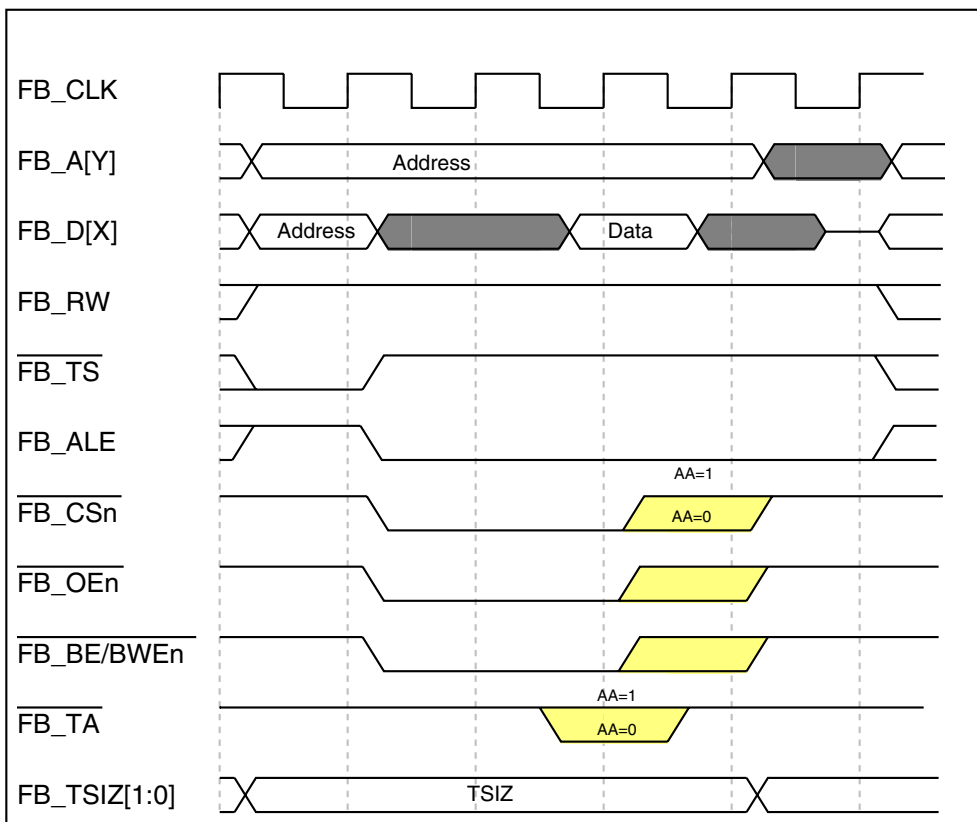 FB_CLK
FB_A[Y]
Address
FB_D[X]
Address
Data
FB_RW
FB_TS
FB_ALE
AA=1
FB_CSn
AA=0
FB_OEn
FB_BE/BWEn
AA=1
FB_TA
AA=0
FB_TSIZ[1:0]
TSIZ